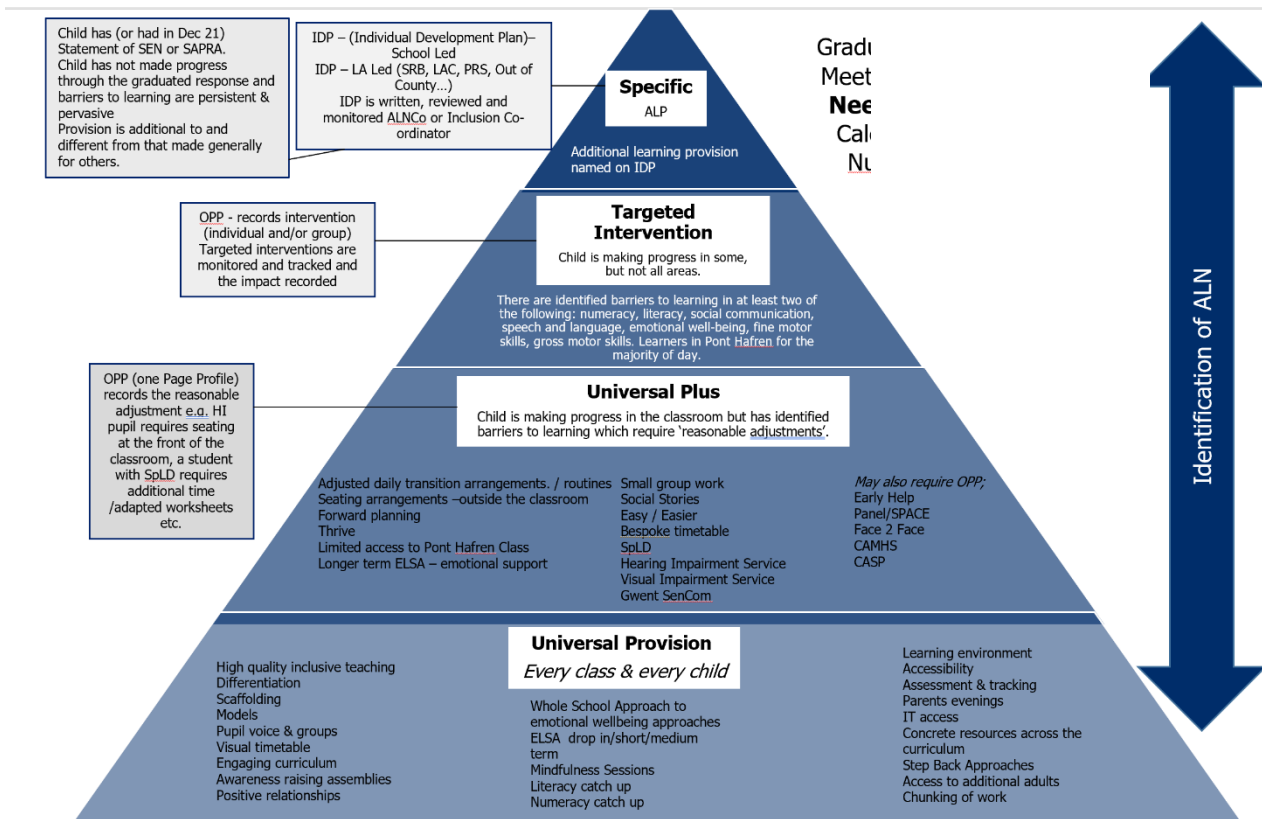 Child has (or had in Dec 21)
Statement of SEN or SAPRA.
Child has not made progress
through the graduated response and
barriers to learning are persistent &
pervasive
Provision is additional to and
different from that made generally
for others.
IDP – (Individual Development Plan)–
School Led
IDP – LA Led (SRB, LAC, PRS, Out of
County…)
IDP is written, reviewed and
monitored ALNCo or Inclusion Co-
ordinator
Specific
ALP
Additional learning provision
named on IDP
OPP - records intervention
(individual and/or group)
Targeted interventions are
monitored and tracked and
the impact recorded
Targeted
Intervention
Child is making progress in some,
but not all areas.
There are identified barriers to learning in at least two of
the following: numeracy, literacy, social communication,
speech and language, emotional well-being, fine motor
skills, gross motor skills. Learners in Pont Hafren for the
majority of day.
OPP (one Page Profile)
records the reasonable
adjustment e.g. HI
pupil requires seating
at the front of the
classroom, a student
with SpLD requires
additional time
/adapted worksheets
etc.
Universal Plus
Child is making progress in the classroom but has identified
barriers to learning which require ‘reasonable adjustments’.
Adjusted daily transition arrangements. / routines
Seating arrangements –outside the classroom
Forward planning
Thrive
Limited access to Pont Hafren Class
Longer term ELSA – emotional support
Small group work
Social Stories
Easy / Easier
Bespoke timetable
SpLD
Hearing Impairment Service
Visual Impairment Service
Gwent SenCom
May also require OPP;
Early Help
Panel/SPACE
Face 2 Face
CAMHS
CASP
Universal Provision
Every class & every child
High quality inclusive teaching
Differentiation
Scaffolding
Models
Pupil voice & groups
Visual timetable
Engaging curriculum
Awareness raising assemblies
Positive relationships
Whole School Approach to
emotional wellbeing approaches
ELSA drop in/short/medium
term
Mindfulness Sessions
Literacy catch up
Numeracy catch up
Learning environment
Accessibility
Assessment & tracking
Parents evenings
IT access
Concrete resources across the
curriculum
Step Back Approaches
Access to additional adults
Chunking of work
Identification of ALN